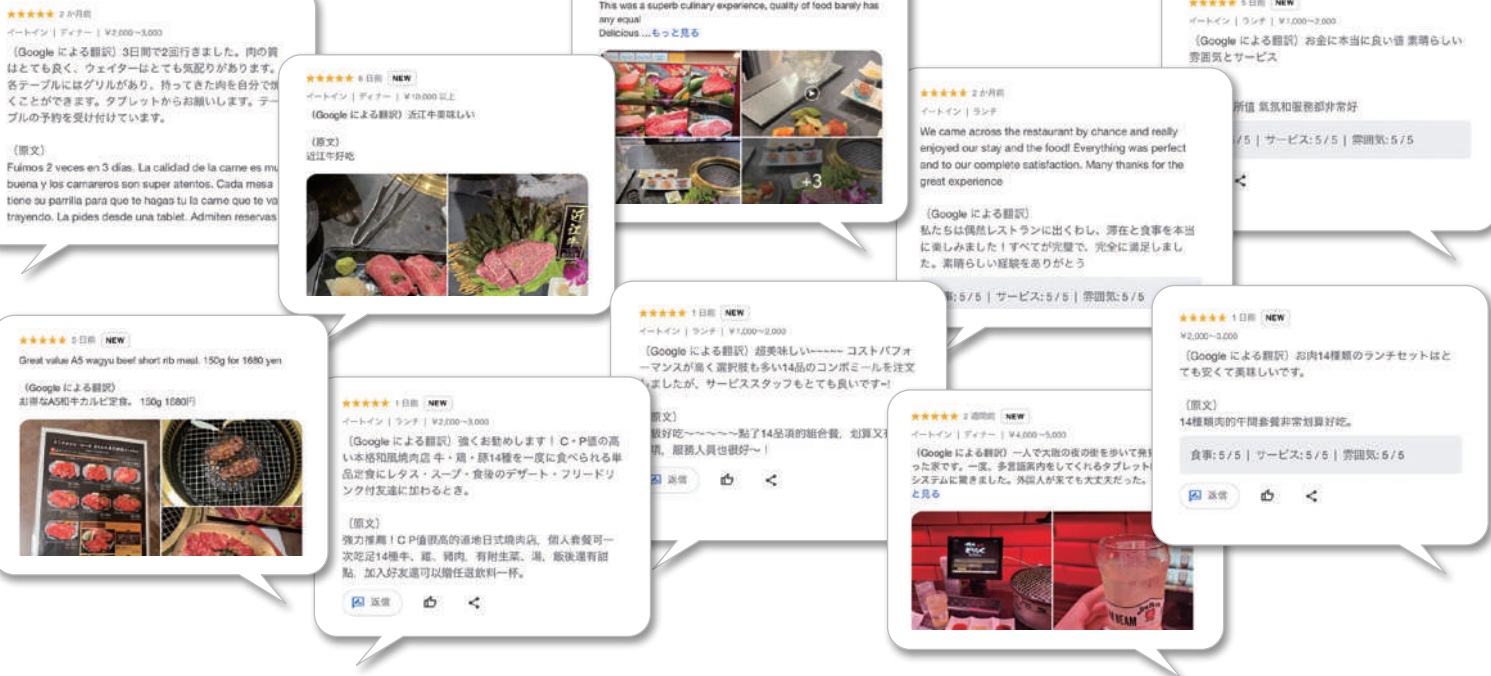 ★★★★★ 2 か月前
イートイン | ディナー | ¥2,000~3,000
（Google による翻訳）3日間で2回行きました。肉の質
はとても良く、ウェイターはとても気配りがあります。
各テーブルにはグリルがあり、持ってきた肉を自分で焼
くことができます。タブレットからお願いします。テー
ブルの予約を受け付けています。
（原文）
Fuimos 2 veces en 3 días. La calidad de la carne es mu
buena y los camareros son super atentos. Cada mesa
tiene su parrilla para que te hagas tu la carne que te va
trayendo. La pides desde una tablet. Admiten reservas
★★★★★ 6 日前 NEW
イートイン | ディナー | ¥10,000 以上
（Google による翻訳）近江牛美味しい
（原文）
近江牛好吃
近江牛
This was a superb culinary experience, quality of food barely has
any equal
Delicious ...もっと見る
+3
★★★★★ 2 か月前
イートイン | ランチ
We came across the restaurant by chance and really
enjoyed our stay and the food! Everything was perfect
and to our complete satisfaction. Many thanks for the
great experience
（Google による翻訳）
私たちは偶然レストランに出くわし、滞在と食事を本当
に楽しみました！すべてが完璧で、完全に満足しまし
た。素晴らしい経験をありがとう
事: 5 / 5 | サービス: 5 / 5 | 雰囲気: 5 / 5
★★★★★ 5 日前 NEW
イートイン | ランチ | ¥1,000~2,000
（Google による翻訳）お金に本当に良い値 素晴らしい
雰囲気とサービス
所值 氣氛和服務都非常好
/ 5 | サービス: 5 / 5 | 雰囲気: 5 / 5
★★★★★ 5 日前 NEW
Great value A5 wagyu beef short rib meal. 150g for 1680 yen
（Google による翻訳）
お得なA5和牛カルビ定食。 150g 1680円
★★★★★ 1 日前 NEW
イートイン | ランチ | ¥2,000~3,000
（Google による翻訳）強くお勧めします！ C・P値の高
い本格和風焼肉店 牛・鶏・豚14種を一度に食べられる単
品定食にレタス・スープ・食後のデザート・フリードリ
ンク付友達に加わるとき。
（原文）
強力推薦！C P值很高的道地日式燒肉店，個人套餐可一
次吃足14種牛、雞、豬肉，有附生菜、湯、飯後還有甜
點，加入好友還可以贈任選飲料一杯。
返信
★★★★★ 1 日前 NEW
イートイン | ランチ | ¥1,000~2,000
（Google による翻訳）超美味しい~~~~~ コストパフォ
ーマンスが高く選択肢も多い14品のコンボミールを注文
しましたが、サービススタッフもとても良いです~!
原文）
級好吃～～～～～點了14品項的組合餐，划算又有
項，服務人員也很好～！
返信
★★★★★ 2 週間前 NEW
イートイン | ディナー | ¥4,000~5,000
（Google による翻訳）一人で大阪の夜の街を歩いて発見
った家です。一度、多言語案内をしてくれるタブレット
システムに驚きました。外国人が来ても大丈夫だった。
と見る
BEAM
★★★★★ 1 日前 NEW
¥2,000~3,000
（Google による翻訳）お肉14種類のランチセットはと
ても安くて美味しいです。
（原文）
14種類肉的午間套餐非常划算好吃。
食事: 5 / 5 | サービス: 5 / 5 | 雰囲気: 5 / 5
返信